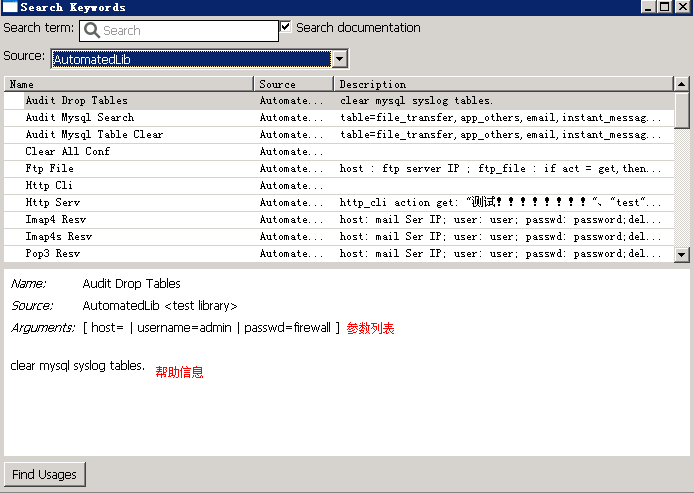 Search Keywords
Search term: Search Search documentation
Source: AutomatedLib
Name Source Description
Audit Drop Tables Automate... clear mysql syslog tables.
Audit Mysql Search Automate... table=file_transfer,app_others,email,instant_messag...
Audit Mysql Table Clear Automate... table=file_transfer,app_others,email,instant_messag...
Clear All Conf Automate...
Ftp File Automate... host : ftp server IP ; ftp_file : if act = get,then...
Http Cli Automate...
Http Serv Automate... http_cli action get: "测试！！！！！！！！"、"test"...
Imap4 Resv Automate... host: mail Ser IP; user: user; passwd: password;del...
Imap4s Resv Automate... host: mail Ser IP; user: user; passwd: password;del...
Pop3 Resv Automate... host: mail Ser IP; user: user; passwd: password;del...
Name: Audit Drop Tables
Source: AutomatedLib <test library>
Arguments: [ host= | username=admin | passwd=firewall ] 参数列表
clear mysql syslog tables. 帮助信息
Find Usages